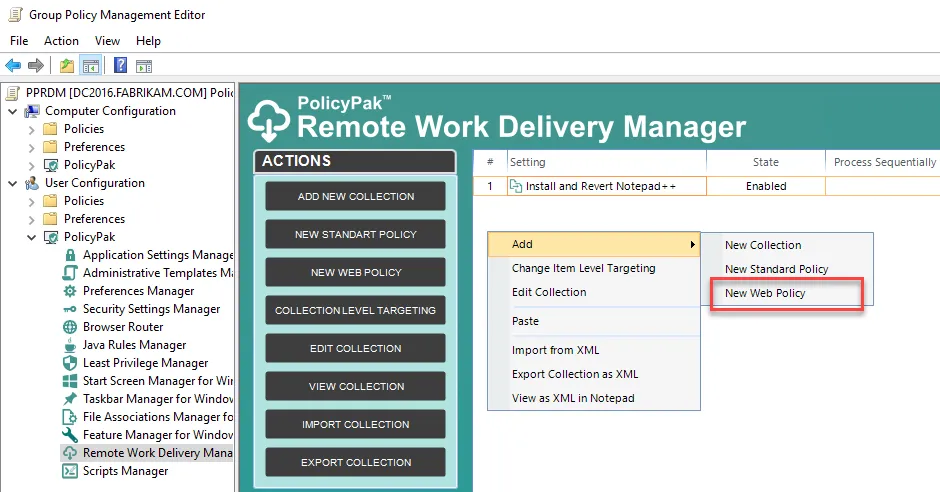 Group Policy Management Editor
File Action View Help
PPRDM [DC2016.FABRIKAM.COM] Polic
Computer Configuration
Policies
Preferences
PolicyPak
User Configuration
Policies
Preferences
PolicyPak
Application Settings Manager
Administrative Templates Ma
Preferences Manager
Security Settings Manager
Browser Router
Java Rules Manager
Least Privilege Manager
Start Screen Manager for Win
Taskbar Manager for Window
File Associations Manager for
Feature Manager for Window
Remote Work Delivery Mana
Scripts Manager
PolicyPak™
Remote Work Delivery Manager
ACTIONS
ADD NEW COLLECTION
NEW STANDART POLICY
NEW WEB POLICY
COLLECTION LEVEL TARGETING
EDIT COLLECTION
VIEW COLLECTION
IMPORT COLLECTION
EXPORT COLLECTION
# Setting State Process Sequentially
1 Install and Revert Notepad++ Enabled
Add
Change Item Level Targeting
Edit Collection
Paste
Import from XML
Export Collection as XML
View as XML in Notepad
New Collection
New Standard Policy
New Web Policy